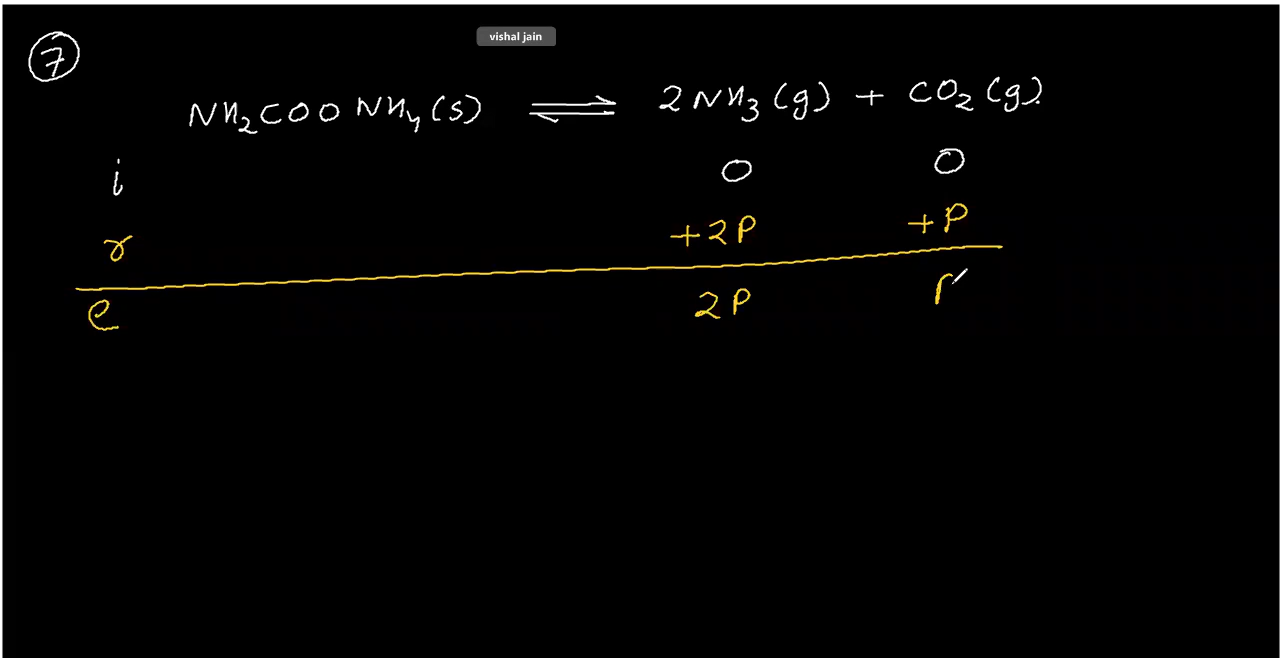 vishal jain
7
NH₂COONH₄(s) ⇌ 2NH₃(g) + CO₂(g)
i 0 0
r +2P +P
e 2P